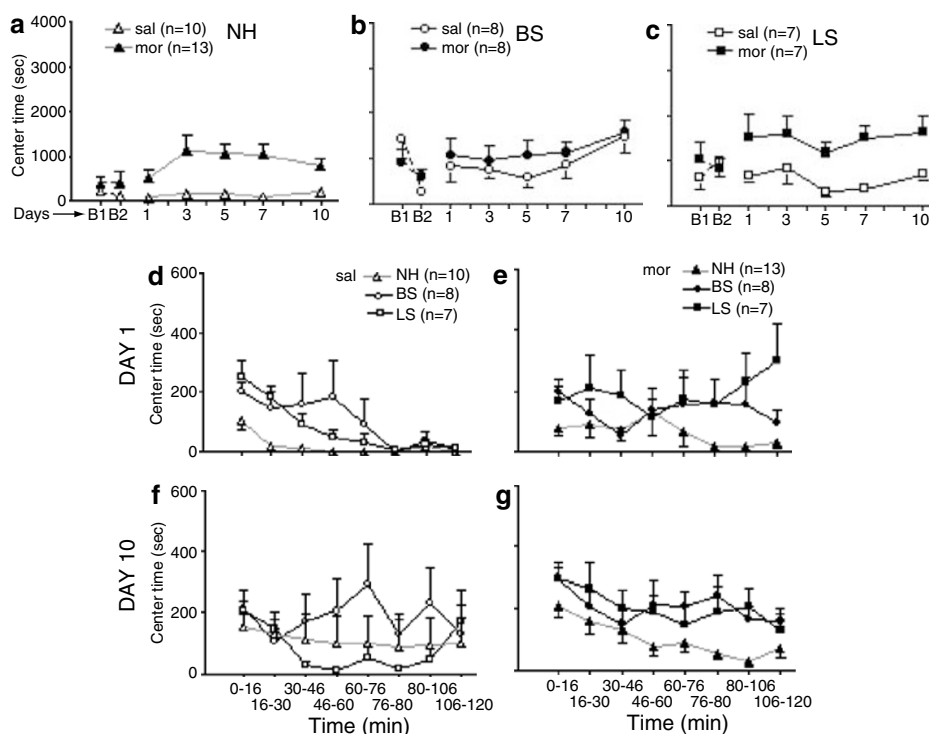 a
sal (n=10)
mor (n=13)
NH
b
sal (n=8)
mor (n=8)
BS
c
sal (n=7)
mor (n=7)
LS
Center time (sec)
4000
3000
2000
1000
0
Days
B1 B2 1 3 5 7 10
B1 B2 1 3 5 7 10
B1 B2 1 3 5 7 10
DAY 1
d
Center time (sec)
600
400
200
0
sal
NH (n=10)
BS (n=8)
LS (n=7)
e
mor
NH (n=13)
BS (n=8)
LS (n=7)
DAY 10
f
Center time (sec)
600
400
200
0
0-16 30-46 60-76 80-106
16-30 46-60 76-80 106-120
Time (min)
g
0-16 30-46 60-76 80-106
16-30 46-60 76-80 106-120
Time (min)